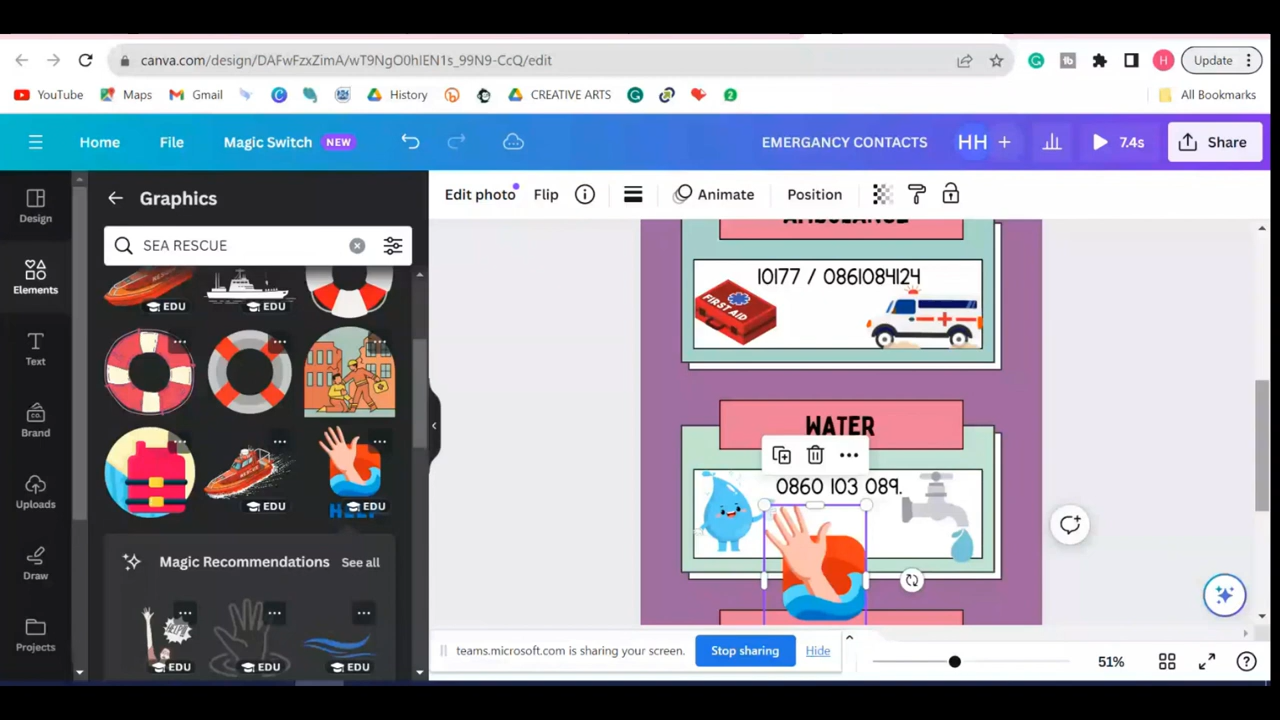 canva.com/design/DAFwFzxZimA/wT9NgO0hIEN1s_99N9-CcQ/edit
H
Update
YouTube
Maps
Gmail
History
CREATIVE ARTS
2
All Bookmarks
Home
File
Magic Switch
NEW
EMERGANCY CONTACTS
HH
+
7.4s
Share
Design
Elements
Text
Brand
Uploads
Draw
Projects
Graphics
SEA RESCUE
EDU
EDU
EDU
EDU
HELP
Magic Recommendations
See all
EDU
EDU
EDU
Edit photo
Flip
Animate
Position
AMBULANCE
10177 / 0861084124
FIRST AID
WATER
0860 103 089.
teams.microsoft.com is sharing your screen.
Stop sharing
Hide
51%